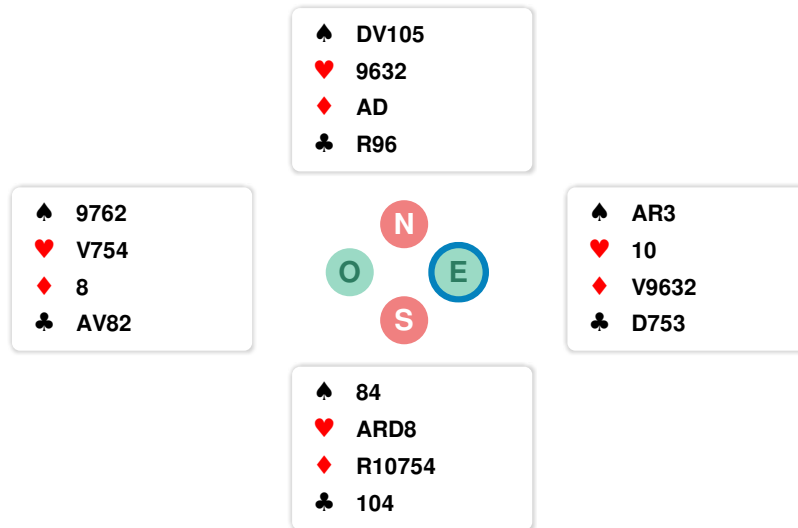 ♠ DV105
♥ 9632
♦ AD
♣ R96
♠ 9762
♥ V754
♦ 8
♣ AV82
N
O
E
S
♠ AR3
♥ 10
♦ V9632
♣ D753
♠ 84
♥ ARD8
♦ R10754
♣ 104